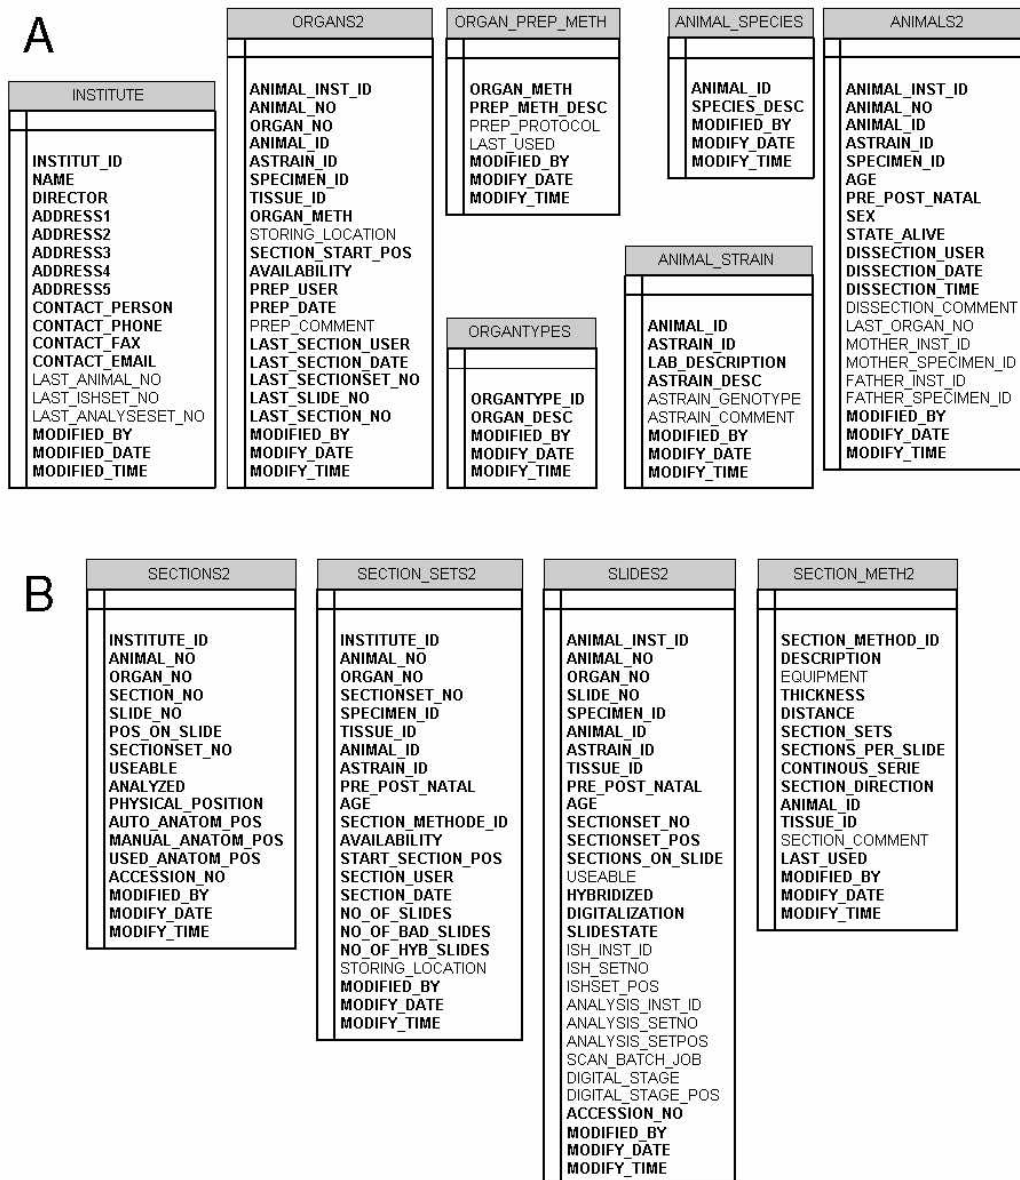 A
INSTITUTE
INSTITUT_ID
NAME
DIRECTOR
ADDRESS1
ADDRESS2
ADDRESS3
ADDRESS4
ADDRESS5
CONTACT_PERSON
CONTACT_PHONE
CONTACT_FAX
CONTACT_EMAIL
LAST_ANIMAL_NO
LAST_ISHSET_NO
LAST_ANALYSESET_NO
MODIFIED_BY
MODIFIED_DATE
MODIFIED_TIME
ORGANS2
ANIMAL_INST_ID
ANIMAL_NO
ORGAN_NO
ANIMAL_ID
ASTRAIN_ID
SPECIMEN_ID
TISSUE_ID
ORGAN_METH
STORING_LOCATION
SECTION_START_POS
AVAILABILITY
PREP_USER
PREP_DATE
PREP_COMMENT
LAST_SECTION_USER
LAST_SECTION_DATE
LAST_SECTIONSET_NO
LAST_SLIDE_NO
LAST_SECTION_NO
MODIFIED_BY
MODIFY_DATE
MODIFY_TIME
ORGAN_PREP_METH
ORGAN_METH
PREP_METH_DESC
PREP_PROTOCOL
LAST_USED
MODIFIED_BY
MODIFY_DATE
MODIFY_TIME
ORGANTYPES
ORGANTYPE_ID
ORGAN_DESC
MODIFIED_BY
MODIFY_DATE
MODIFY_TIME
ANIMAL_SPECIES
ANIMAL_ID
SPECIES_DESC
MODIFIED_BY
MODIFY_DATE
MODIFY_TIME
ANIMAL_STRAIN
ANIMAL_ID
ASTRAIN_ID
LAB_DESCRIPTION
ASTRAIN_DESC
ASTRAIN_GENOTYPE
ASTRAIN_COMMENT
MODIFIED_BY
MODIFY_DATE
MODIFY_TIME
ANIMALS2
ANIMAL_INST_ID
ANIMAL_NO
ANIMAL_ID
ASTRAIN_ID
SPECIMEN_ID
AGE
PRE_POST_NATAL
SEX
STATE_ALIVE
DISSECTION_USER
DISSECTION_DATE
DISSECTION_TIME
DISSECTION_COMMENT
LAST_ORGAN_NO
MOTHER_INST_ID
MOTHER_SPECIMEN_ID
FATHER_INST_ID
FATHER_SPECIMEN_ID
MODIFIED_BY
MODIFY_DATE
MODIFY_TIME
B
SECTIONS2
INSTITUTE_ID
ANIMAL_NO
ORGAN_NO
SECTION_NO
SLIDE_NO
POS_ON_SLIDE
SECTIONSET_NO
USEABLE
ANALYZED
PHYSICAL_POSITION
AUTO_ANATOM_POS
MANUAL_ANATOM_POS
USED_ANATOM_POS
ACCESSION_NO
MODIFIED_BY
MODIFY_DATE
MODIFY_TIME
SECTION_SETS2
INSTITUTE_ID
ANIMAL_NO
ORGAN_NO
SECTIONSET_NO
SPECIMEN_ID
TISSUE_ID
ANIMAL_ID
ASTRAIN_ID
PRE_POST_NATAL
AGE
SECTION_METHODE_ID
AVAILABILITY
START_SECTION_POS
SECTION_USER
SECTION_DATE
NO_OF_SLIDES
NO_OF_BAD_SLIDES
NO_OF_HYB_SLIDES
STORING_LOCATION
MODIFIED_BY
MODIFY_DATE
MODIFY_TIME
SLIDES2
ANIMAL_INST_ID
ANIMAL_NO
ORGAN_NO
SLIDE_NO
SPECIMEN_ID
ANIMAL_ID
ASTRAIN_ID
TISSUE_ID
PRE_POST_NATAL
AGE
SECTIONSET_NO
SECTIONSET_POS
SECTIONS_ON_SLIDE
USEABLE
HYBRIDIZED
DIGITALIZATION
SLIDESTATE
ISH_INST_ID
ISH_SETNO
ISHSET_POS
ANALYSIS_INST_ID
ANALYSIS_SETNO
ANALYSIS_SETPOS
SCAN_BATCH_JOB
DIGITAL_STAGE
DIGITAL_STAGE_POS
ACCESSION_NO
MODIFIED_BY
MODIFY_DATE
MODIFY_TIME
SECTION_METH2
SECTION_METHOD_ID
DESCRIPTION
EQUIPMENT
THICKNESS
DISTANCE
SECTION_SETS
SECTIONS_PER_SLIDE
CONTINOUS_SERIE
SECTION_DIRECTION
ANIMAL_ID
TISSUE_ID
SECTION_COMMENT
LAST_USED
MODIFIED_BY
MODIFY_DATE
MODIFY_TIME